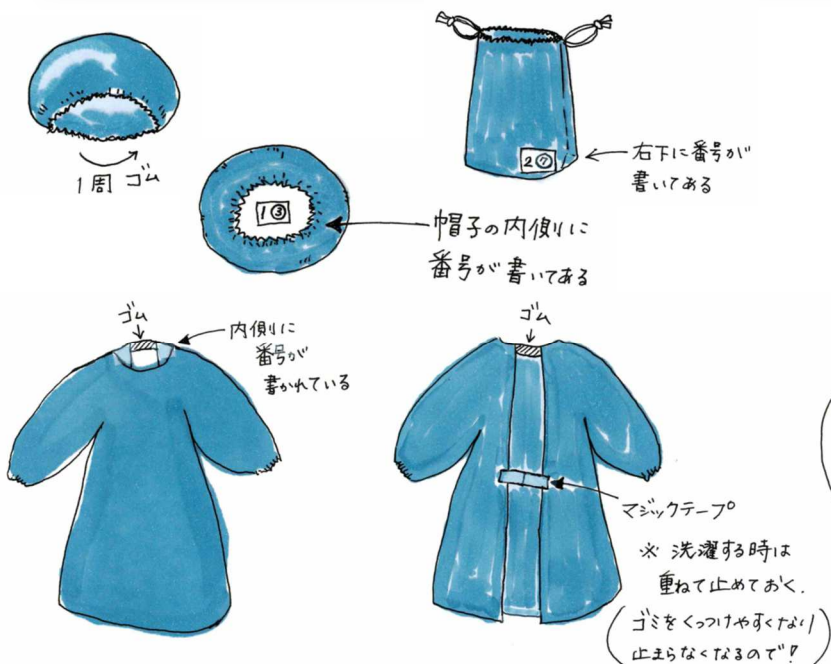 1周 ゴム
2⑦
右下に番号が
書いてある
1③
帽子の内側に
番号が書いてある
ゴム
内側に
番号が
書かれている
ゴム
マジックテープ
※ 洗濯する時は
重ねて止めておく.
(ゴミをくっつけやすくなり
止まらなくなるので!)